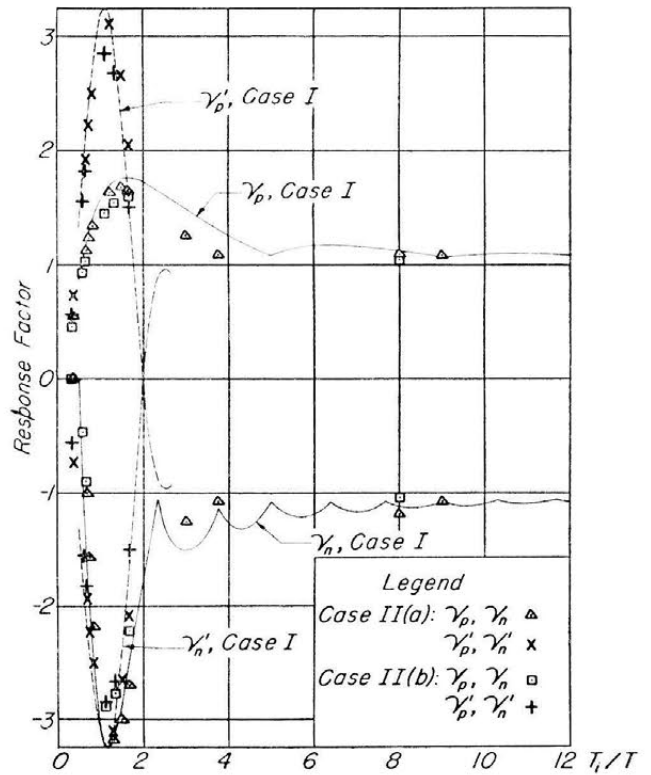 3
γp′, Case I
2
γp, Case I
1
Response Factor
0
-1
γn, Case I
Legend
Case II(a): γp, γn △
γp′, γn′ ×
-2
γn′, Case I
Case II(b): γp, γn ⊡
γp′, γn′ +
-3
0 2 4 6 8 10 12 T₁/T